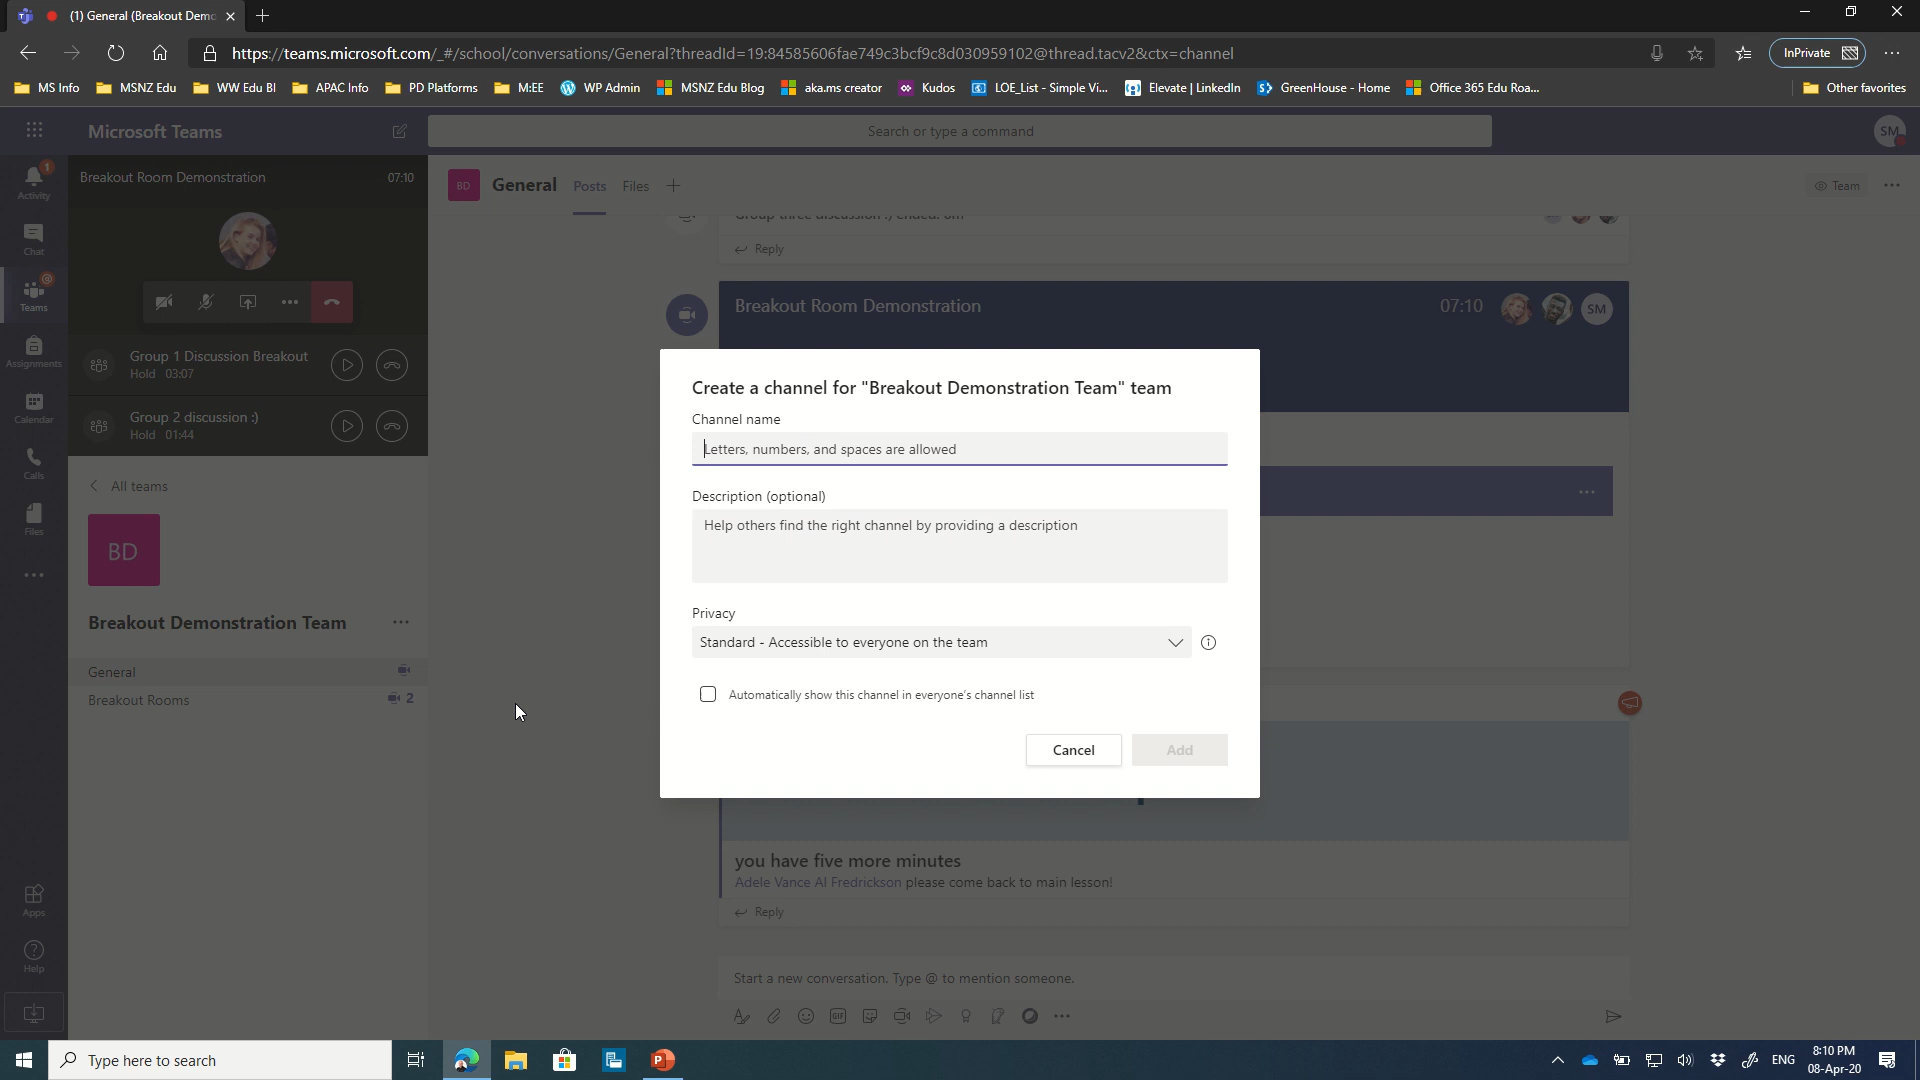 (1) General (Breakout Demo
https://teams.microsoft.com/_#/school/conversations/General?threadId=19:84585606fae749c3bcf9c8d030959102@thread.tacv2&ctx=channel
InPrivate
MS Info
MSNZ Edu
WW Edu BI
APAC Info
PD Platforms
M:EE
WP Admin
MSNZ Edu Blog
aka.ms creator
Kudos
LOE_List - Simple Vi...
Elevate | LinkedIn
GreenHouse - Home
Office 365 Edu Roa...
Other favorites
Microsoft Teams
Search or type a command
SM
1
Activity
Chat
Teams
Assignments
Calendar
Calls
Files
Apps
Help
Breakout Room Demonstration
07:10
Group 1 Discussion Breakout
Hold 03:07
Group 2 discussion :)
Hold 01:44
All teams
BD
Breakout Demonstration Team
General
Breakout Rooms
2
BD
General
Posts
Files
Team
Group three discussion :) ended:
Reply
Breakout Room Demonstration
07:10
SM
Create a channel for "Breakout Demonstration Team" team
Channel name
Letters, numbers, and spaces are allowed
Description (optional)
Help others find the right channel by providing a description
Privacy
Standard - Accessible to everyone on the team
Automatically show this channel in everyone's channel list
Cancel
Add
you have five more minutes
Adele Vance Al Fredrickson please come back to main lesson!
Reply
Start a new conversation. Type @ to mention someone.
GIF
Type here to search
ENG
8:10 PM
08-Apr-20